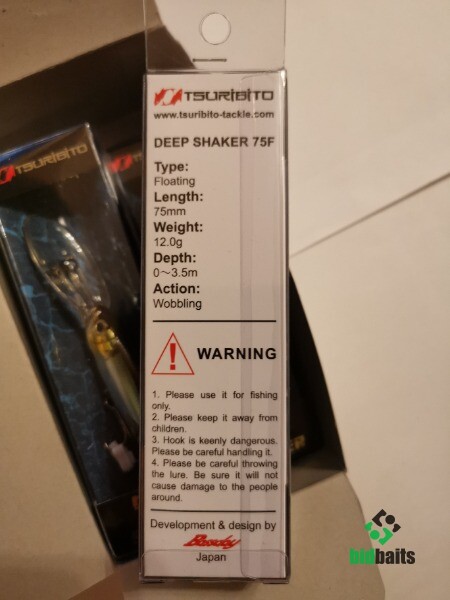 TSURIBITO
www.tsuribito-tackle.com
DEEP SHAKER 75F
Type:
Floating
Length:
75mm
Weight:
12.0g
Depth:
0～3.5m
Action:
Wobbling
WARNING
1. Please use it for fishing
only.
2. Please keep it away from
children.
3. Hook is keenly dangerous.
Please be careful handling it.
4. Please be careful throwing
the lure. Be sure it will not
cause damage to the people
around.
Development & design by
Japan
TSURIBITO
bidbaits